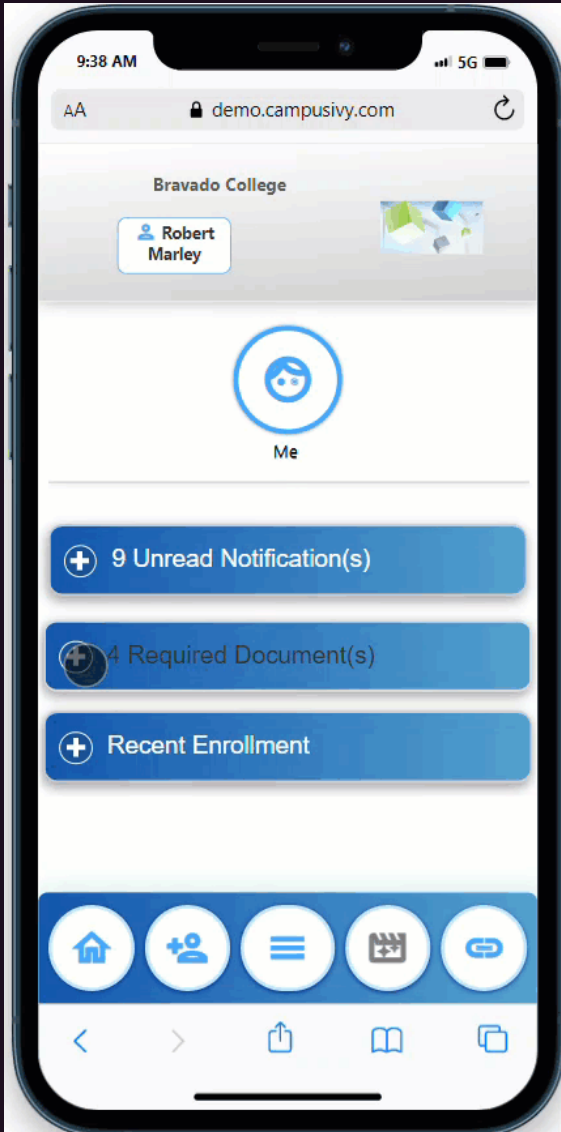 9:38 AM
5G
AA
demo.campusivy.com
Bravado College
Robert
Marley
Me
9 Unread Notification(s)
4 Required Document(s)
Recent Enrollment